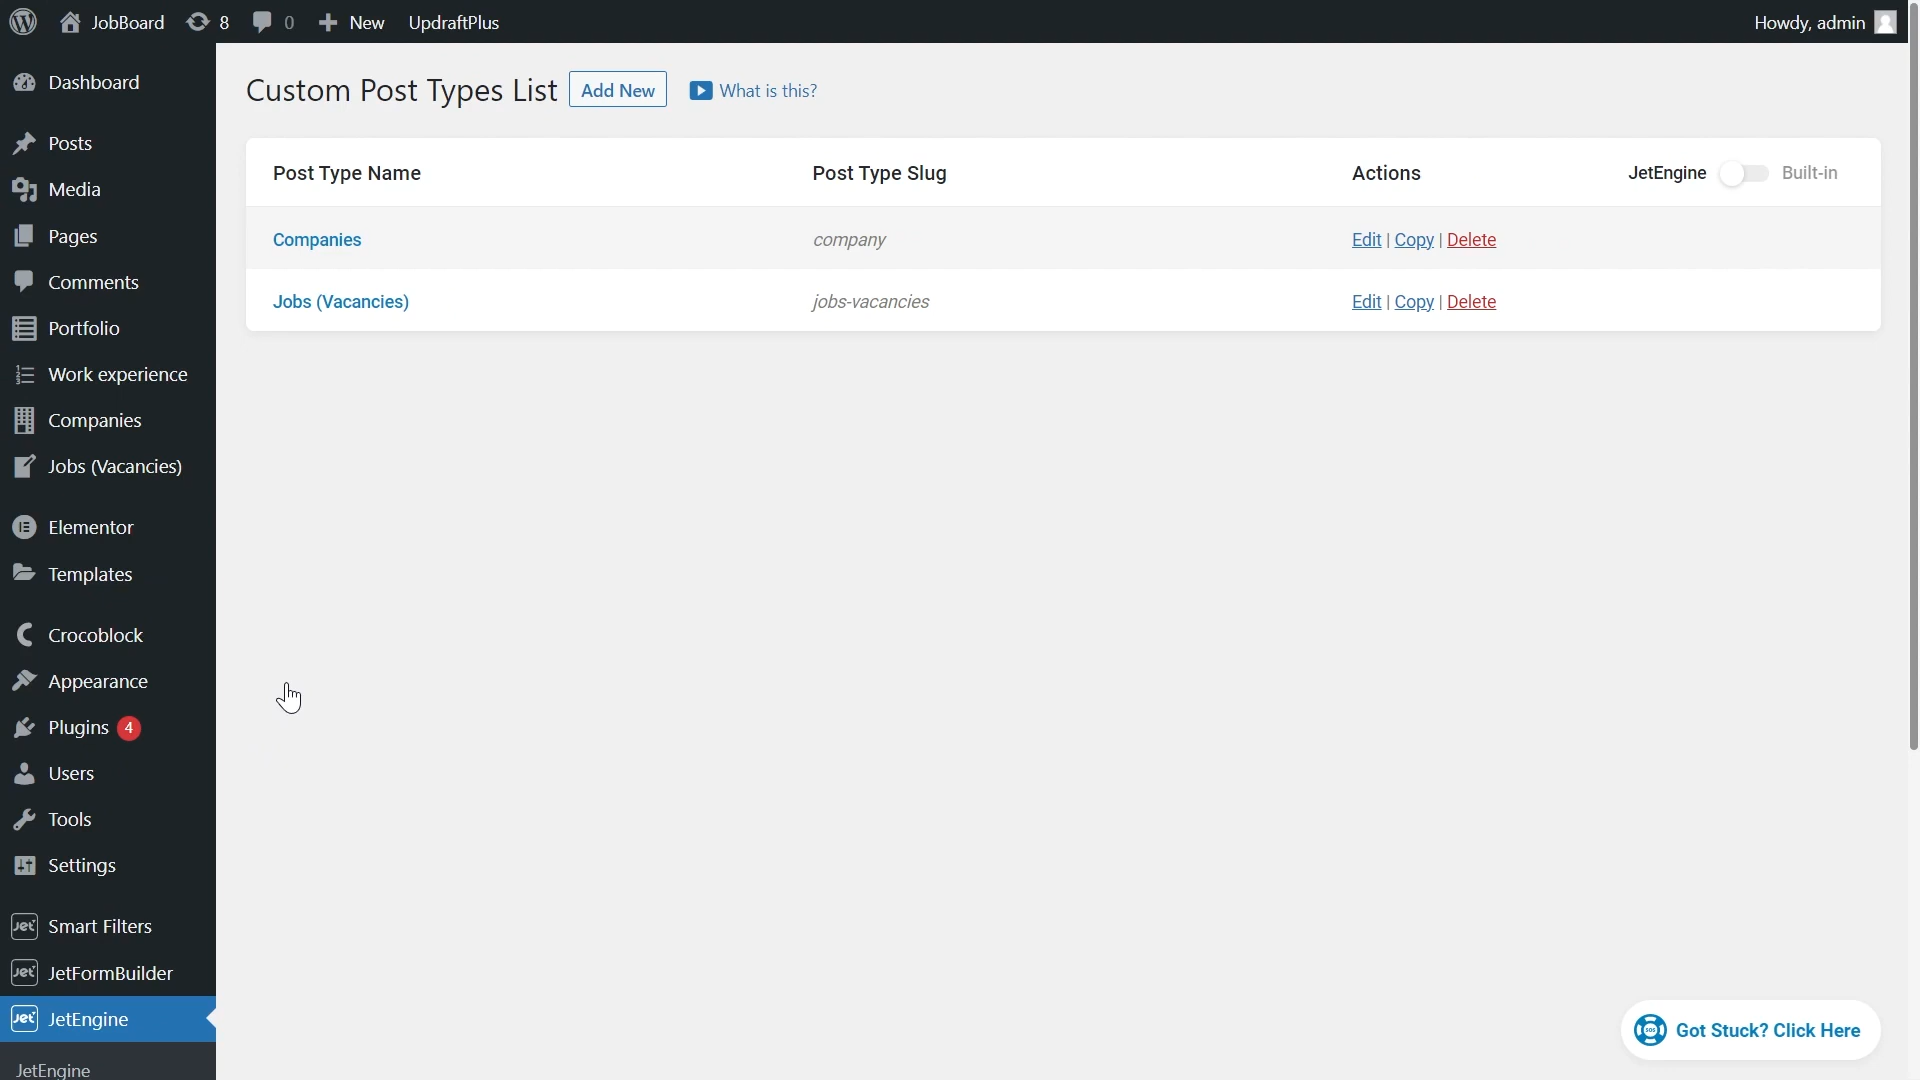 JobBoard 8 0 New UpdraftPlus Howdy, admin
Dashboard
Posts
Media
Pages
Comments
Portfolio
Work experience
Companies
Jobs (Vacancies)
Elementor
Templates
Crocoblock
Appearance
Plugins 4
Users
Tools
Settings
Smart Filters
JetFormBuilder
JetEngine
JetEngine
Custom Post Types List Add New What is this?
Post Type Name Post Type Slug Actions JetEngine Built-in
Companies company Edit | Copy | Delete
Jobs (Vacancies) jobs-vacancies Edit | Copy | Delete
Got Stuck? Click Here